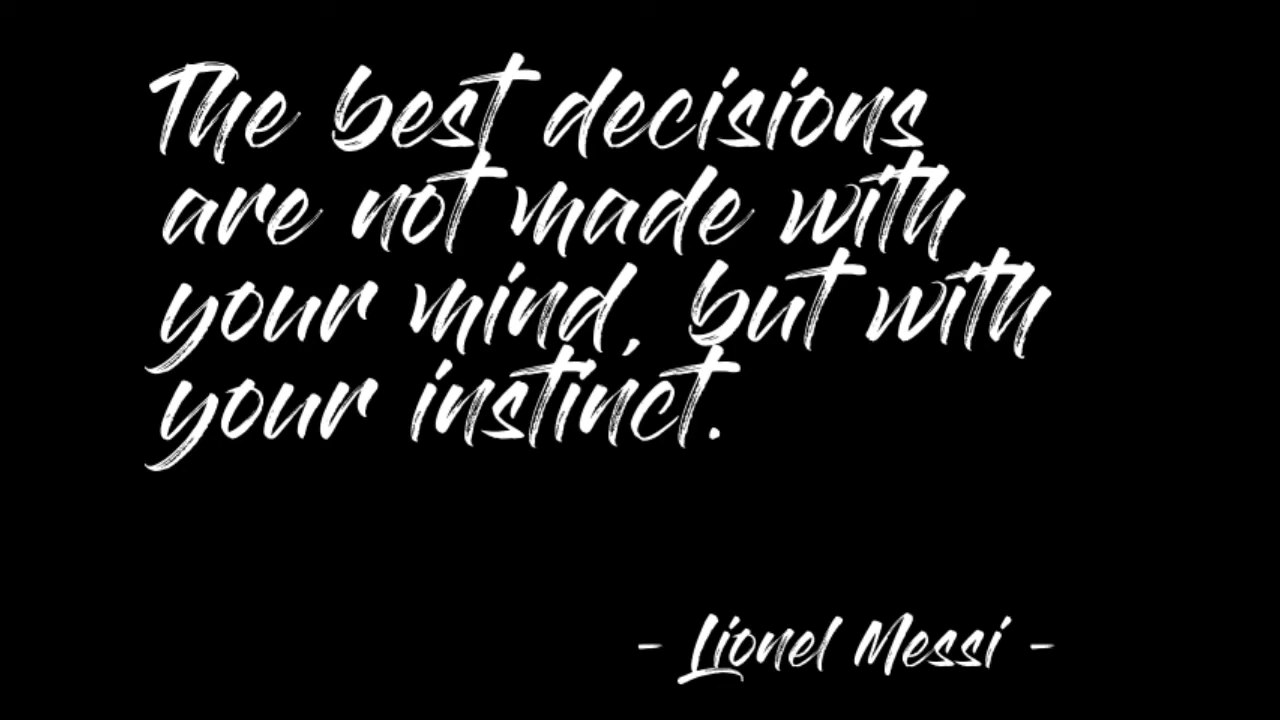 The best decisions
are not made with
your mind, but with
your instinct.
- Lionel Messi -